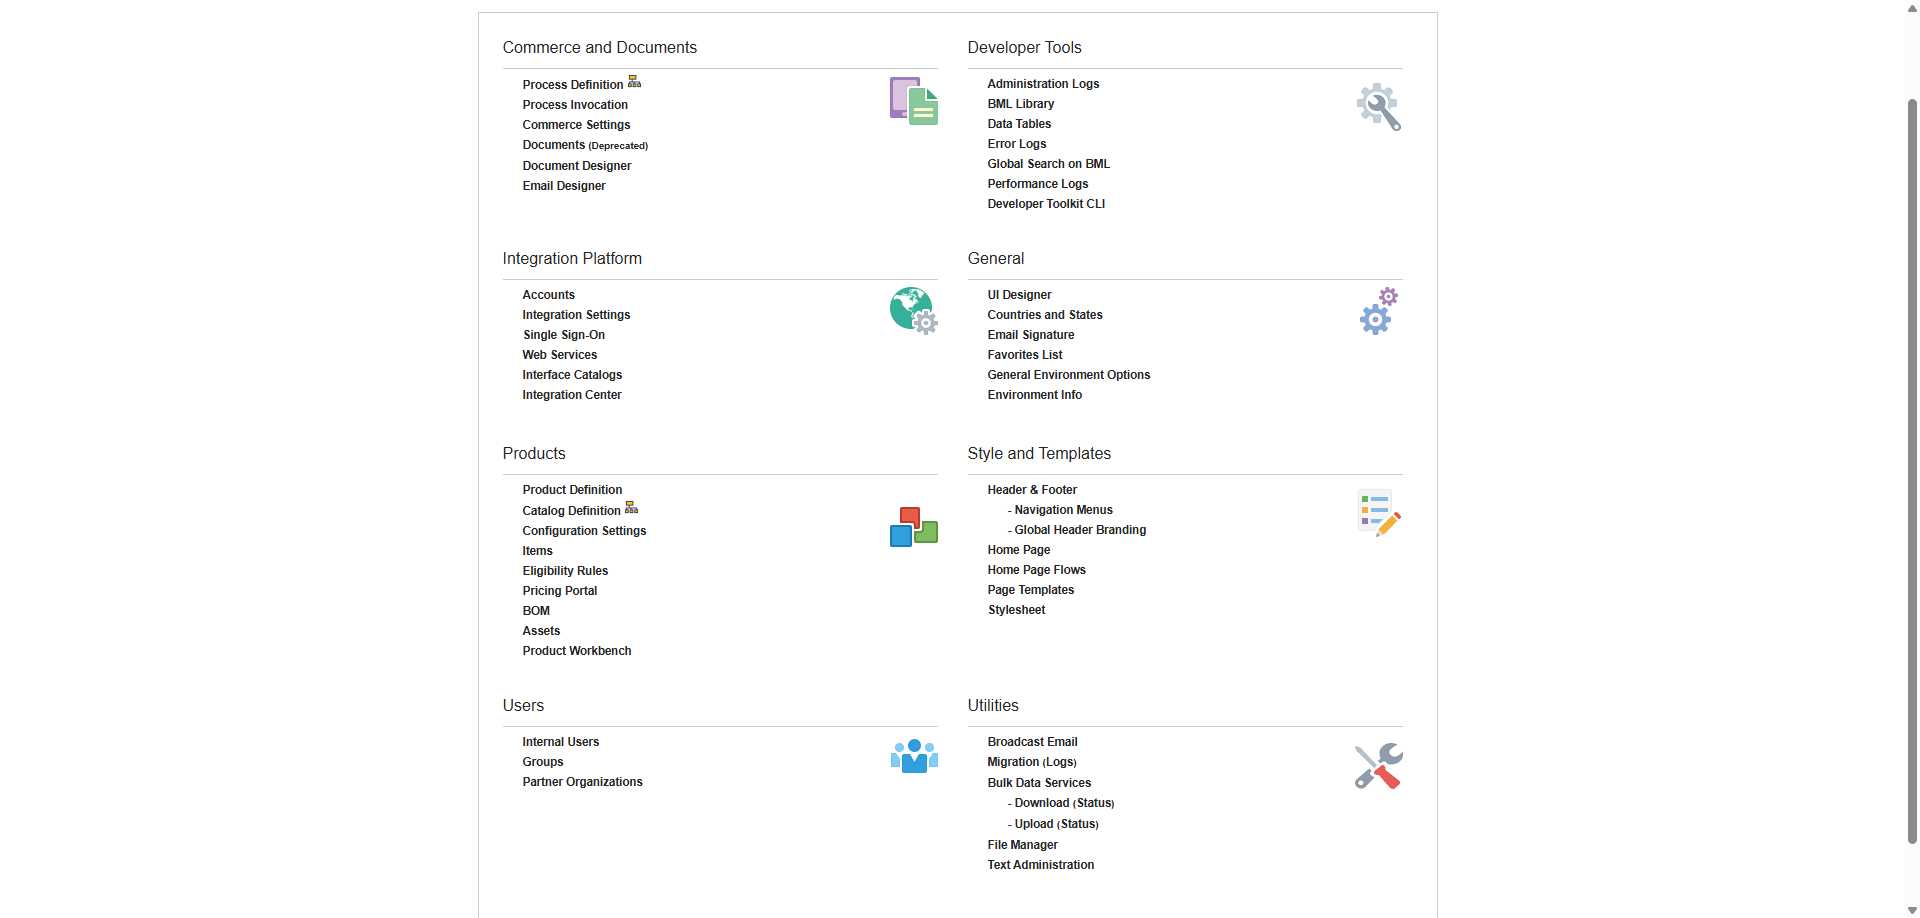 Commerce and Documents
Process Definition
Process Invocation
Commerce Settings
Documents (Deprecated)
Document Designer
Email Designer
Developer Tools
Administration Logs
BML Library
Data Tables
Error Logs
Global Search on BML
Performance Logs
Developer Toolkit CLI
Integration Platform
Accounts
Integration Settings
Single Sign-On
Web Services
Interface Catalogs
Integration Center
General
UI Designer
Countries and States
Email Signature
Favorites List
General Environment Options
Environment Info
Products
Product Definition
Catalog Definition
Configuration Settings
Items
Eligibility Rules
Pricing Portal
BOM
Assets
Product Workbench
Style and Templates
Header & Footer
- Navigation Menus
- Global Header Branding
Home Page
Home Page Flows
Page Templates
Stylesheet
Users
Internal Users
Groups
Partner Organizations
Utilities
Broadcast Email
Migration (Logs)
Bulk Data Services
- Download (Status)
- Upload (Status)
File Manager
Text Administration